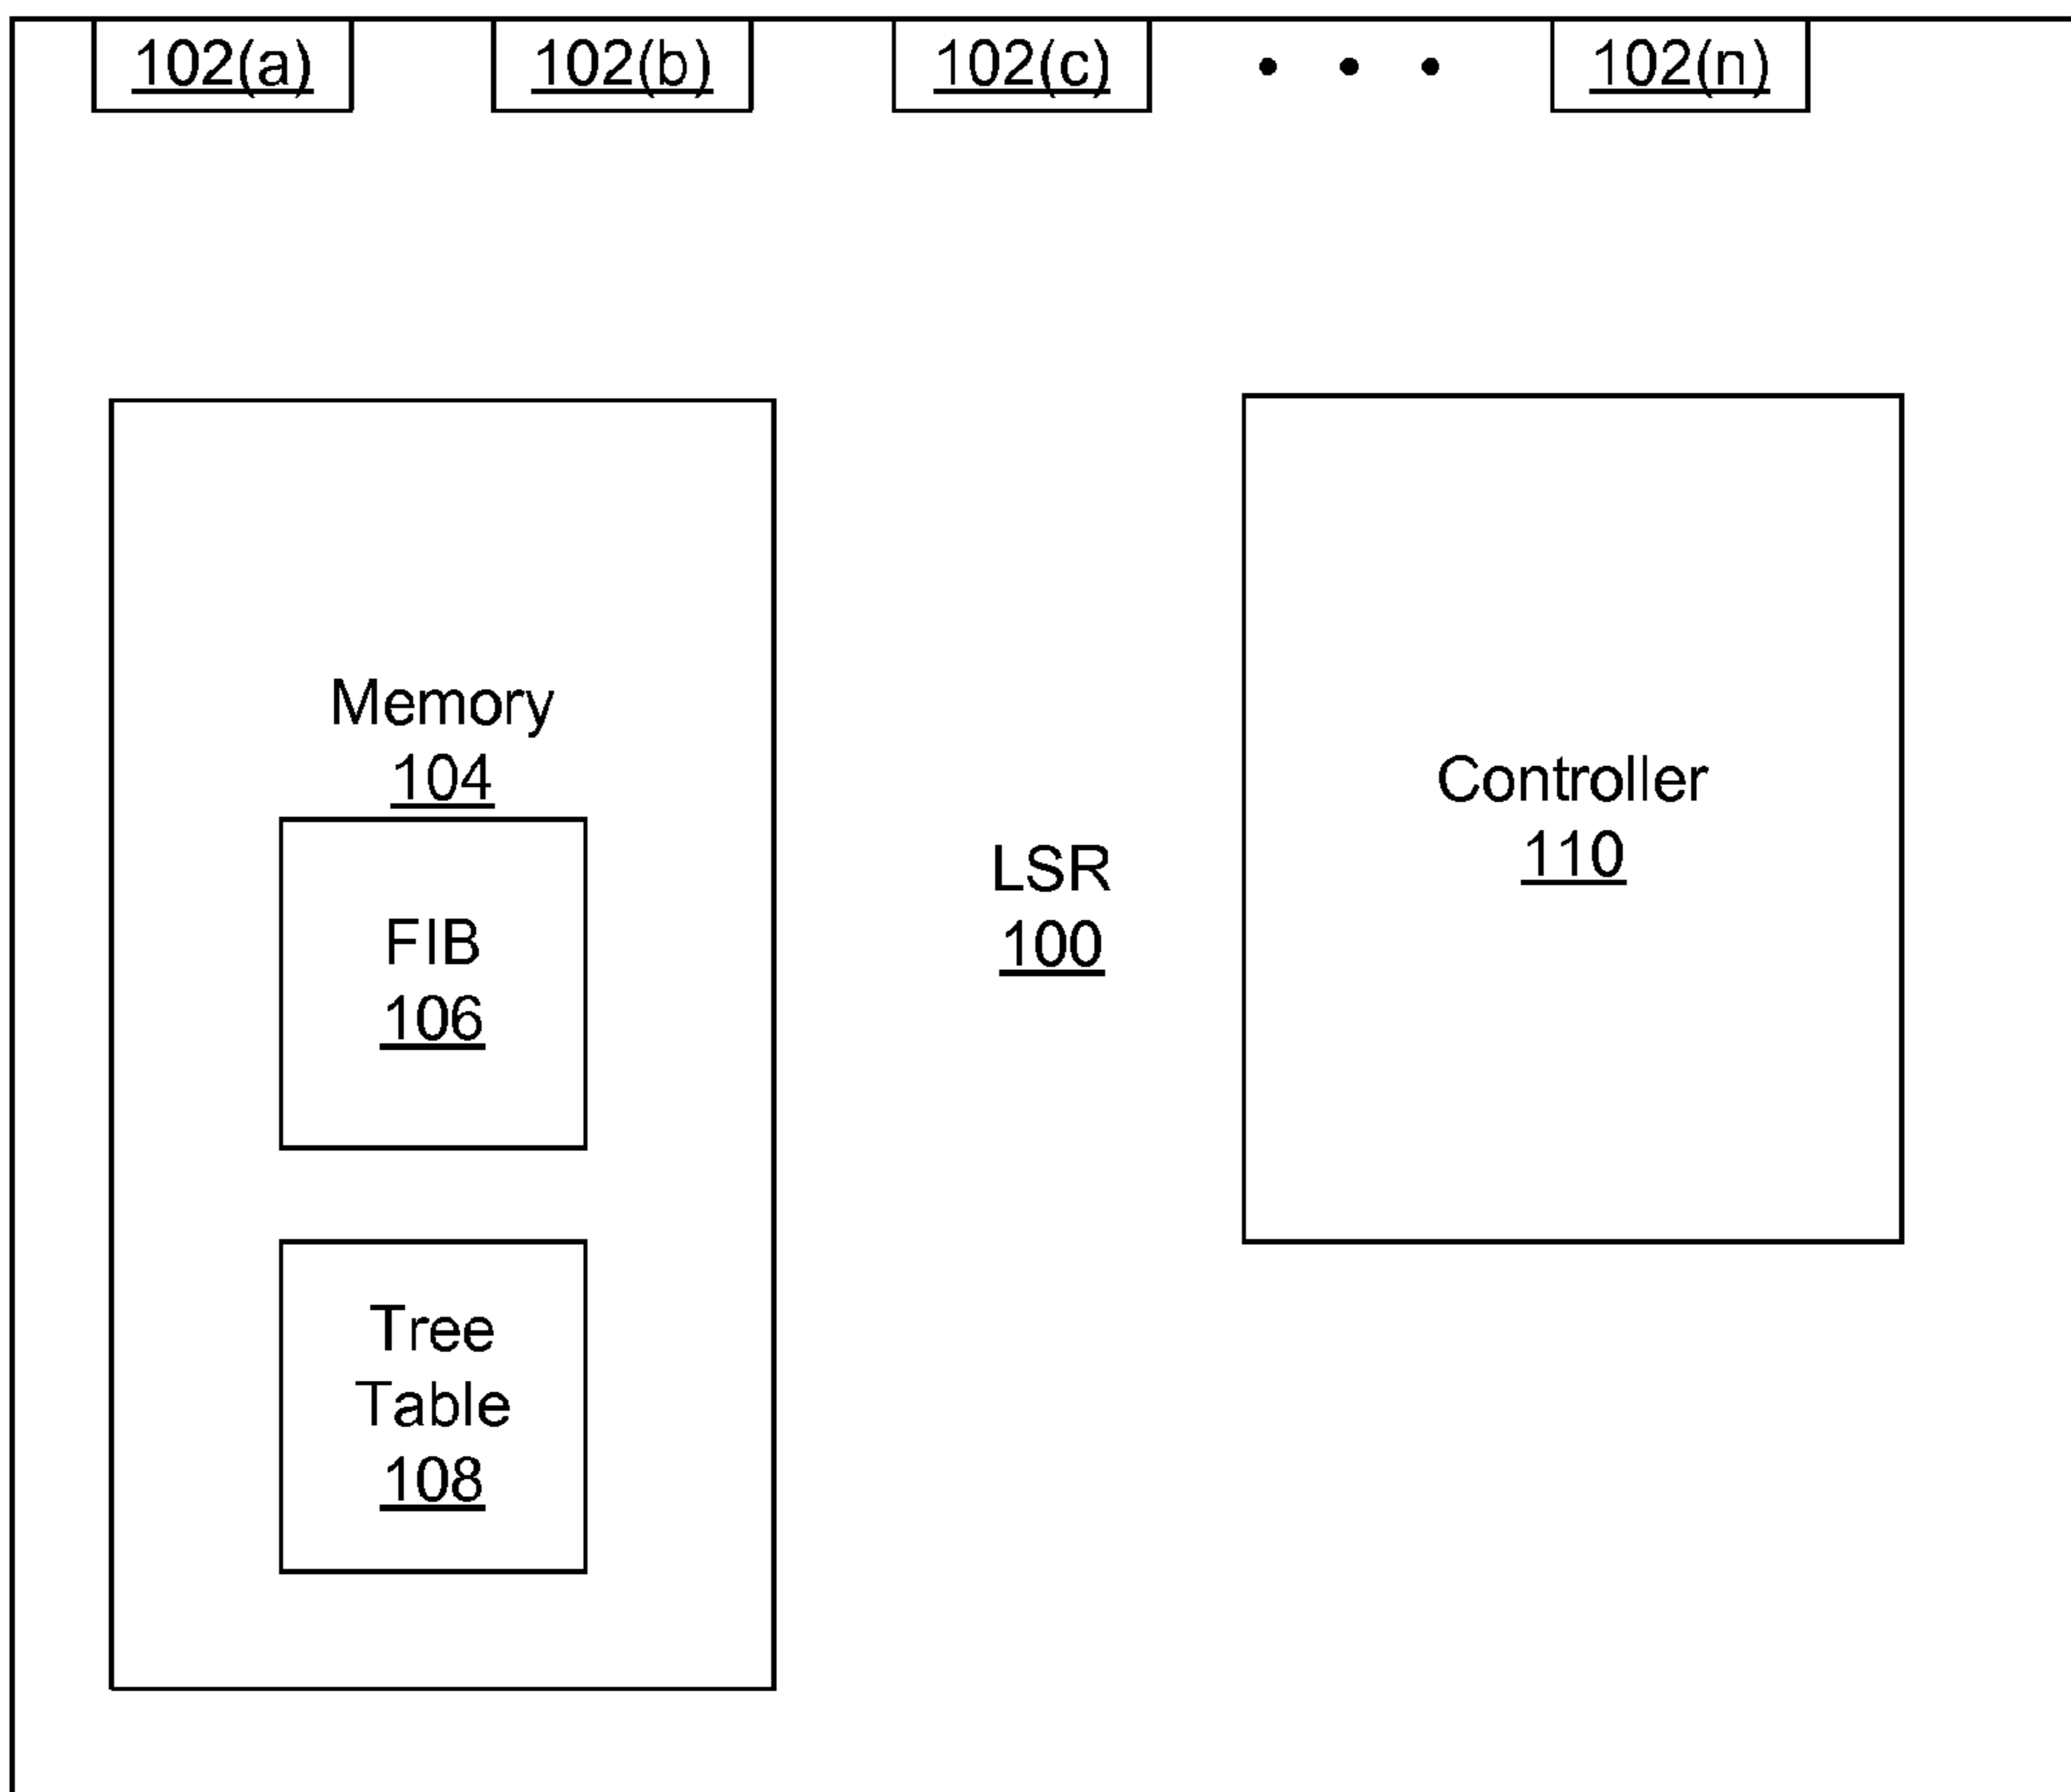 102(a) 102(b) 102(c) • • • 102(n)
Memory
104
FIB
106
Tree
Table
108
LSR
100
Controller
110